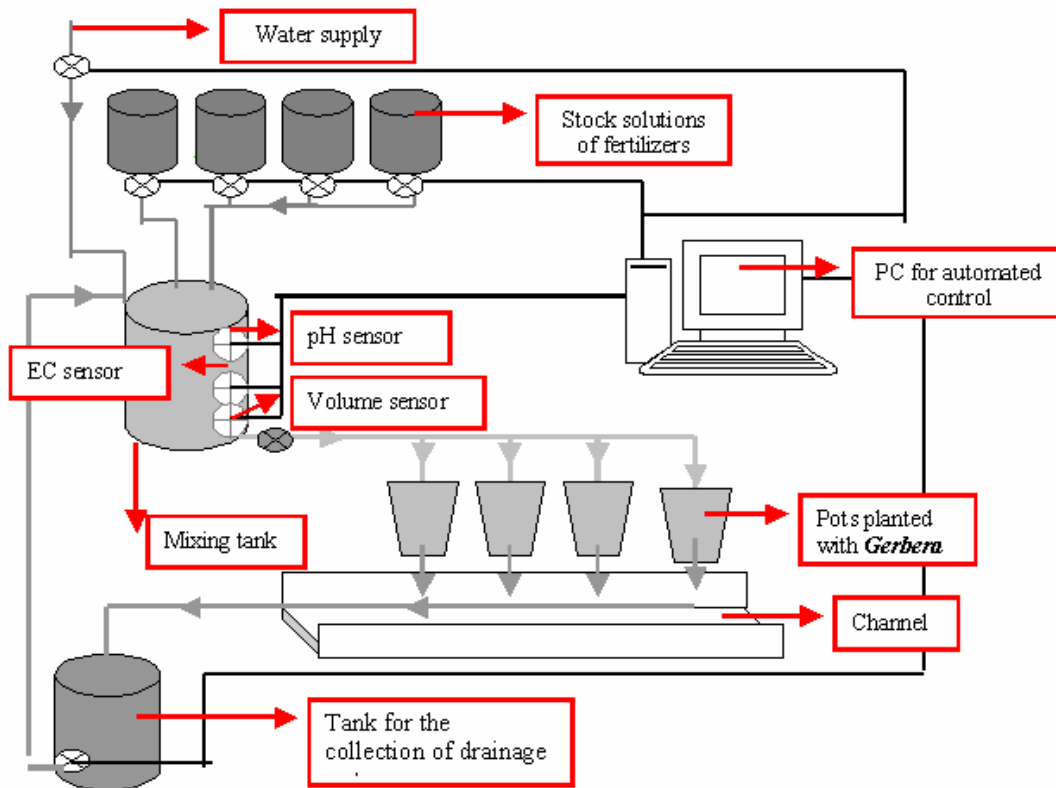 Water supply
Stock solutions
of fertilizers
PC for automated
control
pH sensor
EC sensor
Volume sensor
Mixing tank
Pots planted
with Gerbera
Channel
Tank for the
collection of drainage